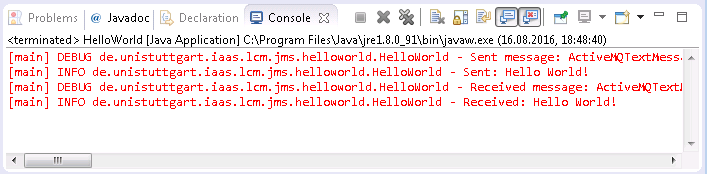 Problems @ Javadoc Declaration Console
<terminated> HelloWorld [Java Application] C:\Program Files\Java\jre1.8.0_91\bin\javaw.exe (16.08.2016, 18:48:40)
[main] DEBUG de.unistuttgart.iaas.lcm.jms.helloworld.HelloWorld - Sent message: ActiveMQTextMess
[main] INFO de.unistuttgart.iaas.lcm.jms.helloworld.HelloWorld - Sent: Hello World!
[main] DEBUG de.unistuttgart.iaas.lcm.jms.helloworld.HelloWorld - Received message: ActiveMQText
[main] INFO de.unistuttgart.iaas.lcm.jms.helloworld.HelloWorld - Received: Hello World!